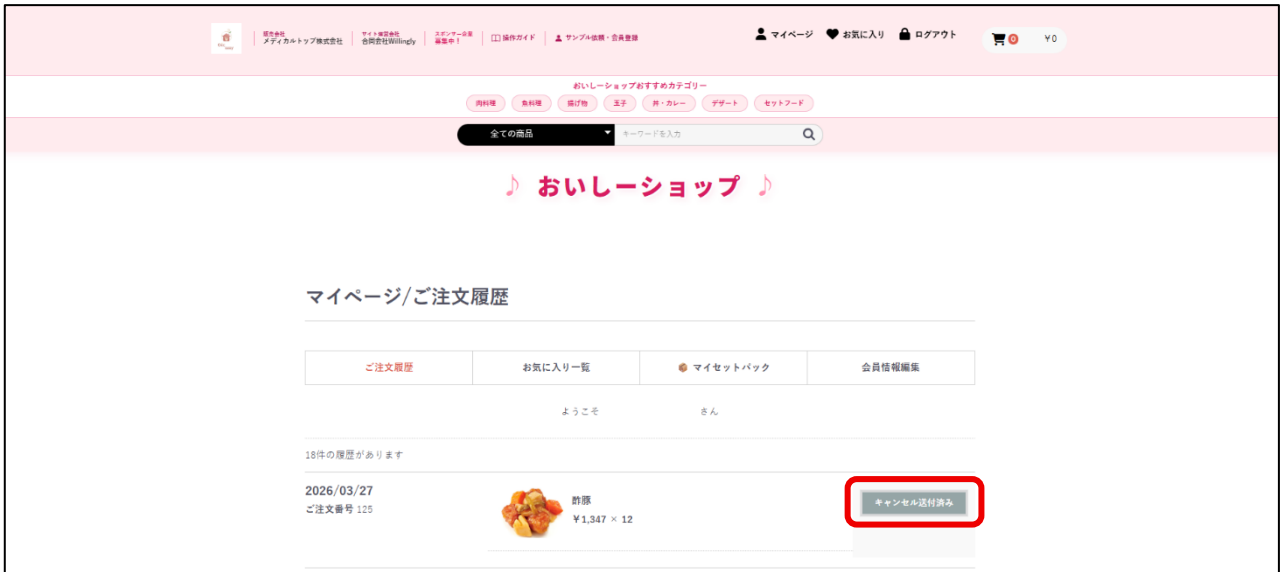 販売会社
メディカルトップ株式会社
サイト運営会社
合同会社Willingly
スポンサー企業
募集中!
操作ガイド
サンプル依頼・会員登録
マイページ
お気に入り
ログアウト
0
¥0
おいしーショップおすすめカテゴリー
肉料理 魚料理 揚げ物 玉子 丼・カレー デザート セットフード
全ての商品
キーワードを入力
♪ おいしーショップ ♪
マイページ/ご注文履歴
ご注文履歴 お気に入り一覧 マイセットパック 会員情報編集
ようこそ さん
18件の履歴があります
2026/03/27
ご注文番号 125
酢豚
¥1,347 × 12
キャンセル送付済み